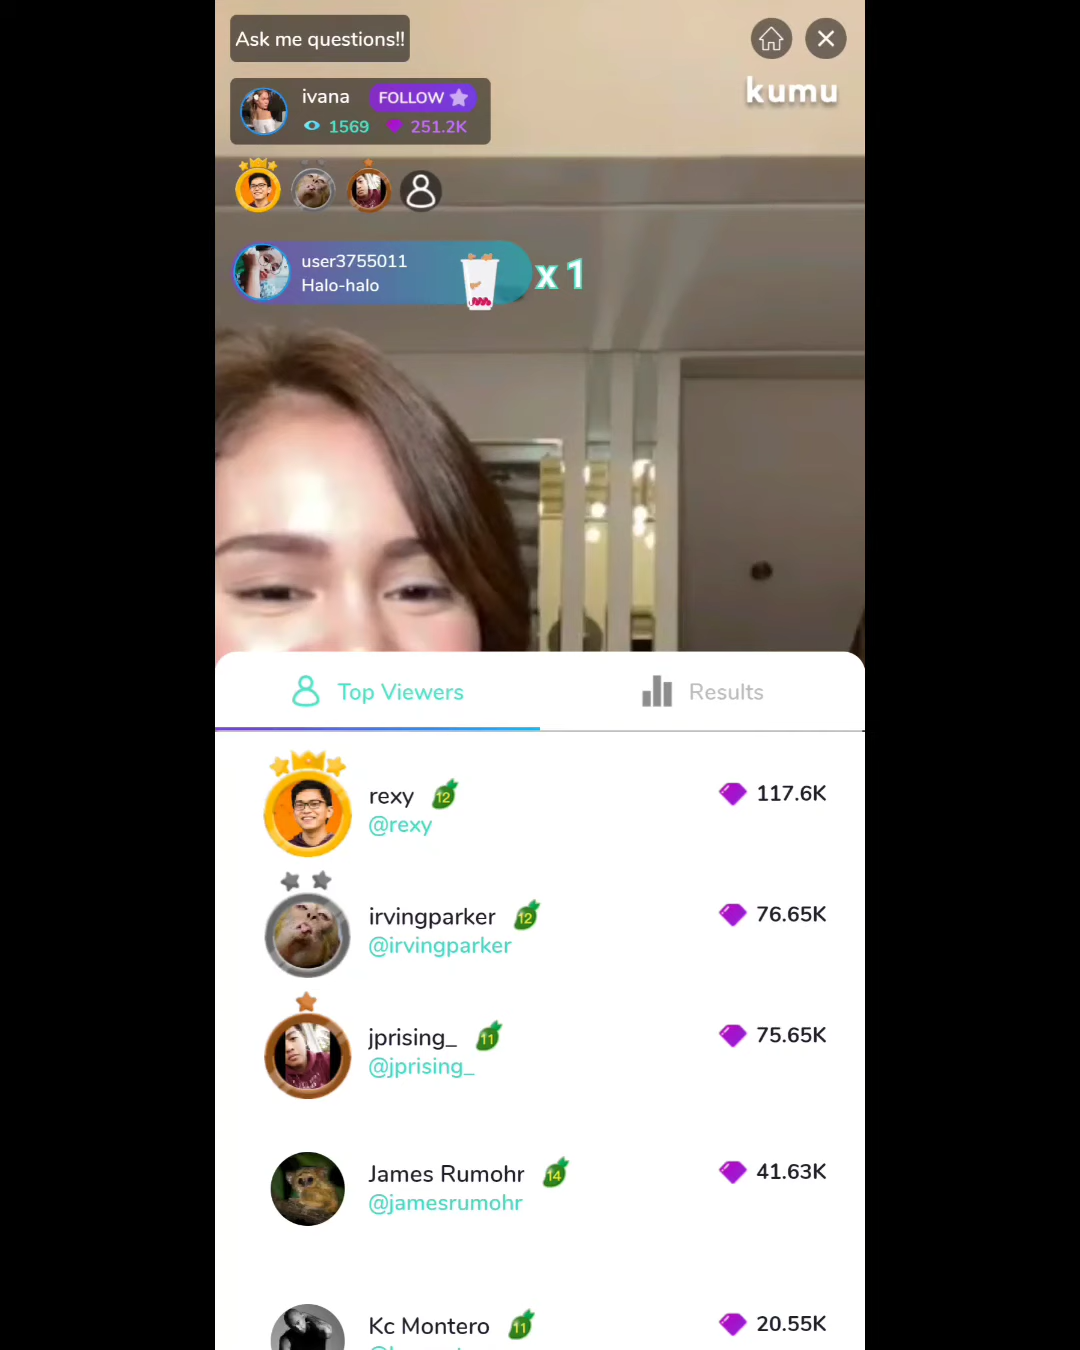 Ask me questions!!
kumu
ivana FOLLOW
1569 251.2K
user3755011
Halo-halo
x 1
Top Viewers Results
rexy 12 117.6K
@rexy
irvingparker 12 76.65K
@irvingparker
jprising_ 11 75.65K
@jprising_
James Rumohr 14 41.63K
@jamesrumohr
Kc Montero 11 20.55K